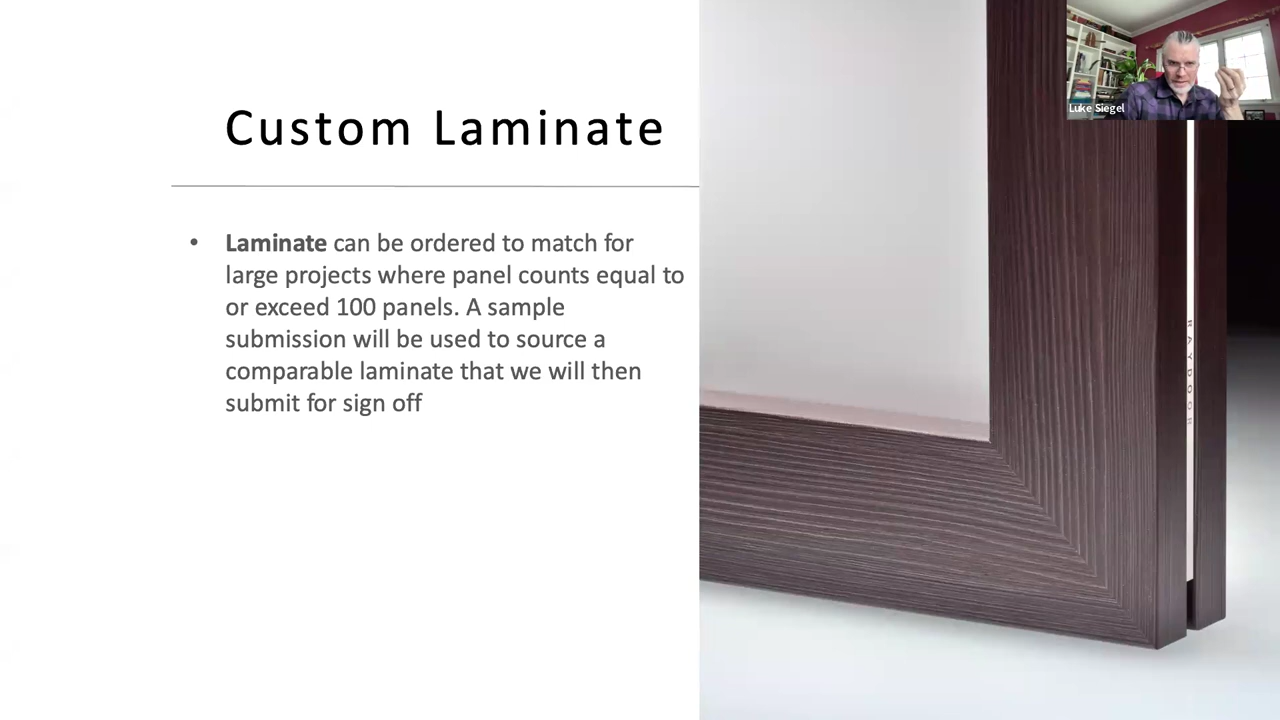 Custom Laminate
• Laminate can be ordered to match for
large projects where panel counts equal to
or exceed 100 panels. A sample
submission will be used to source a
comparable laminate that we will then
submit for sign off
Luke Siegel
RAYDOOR